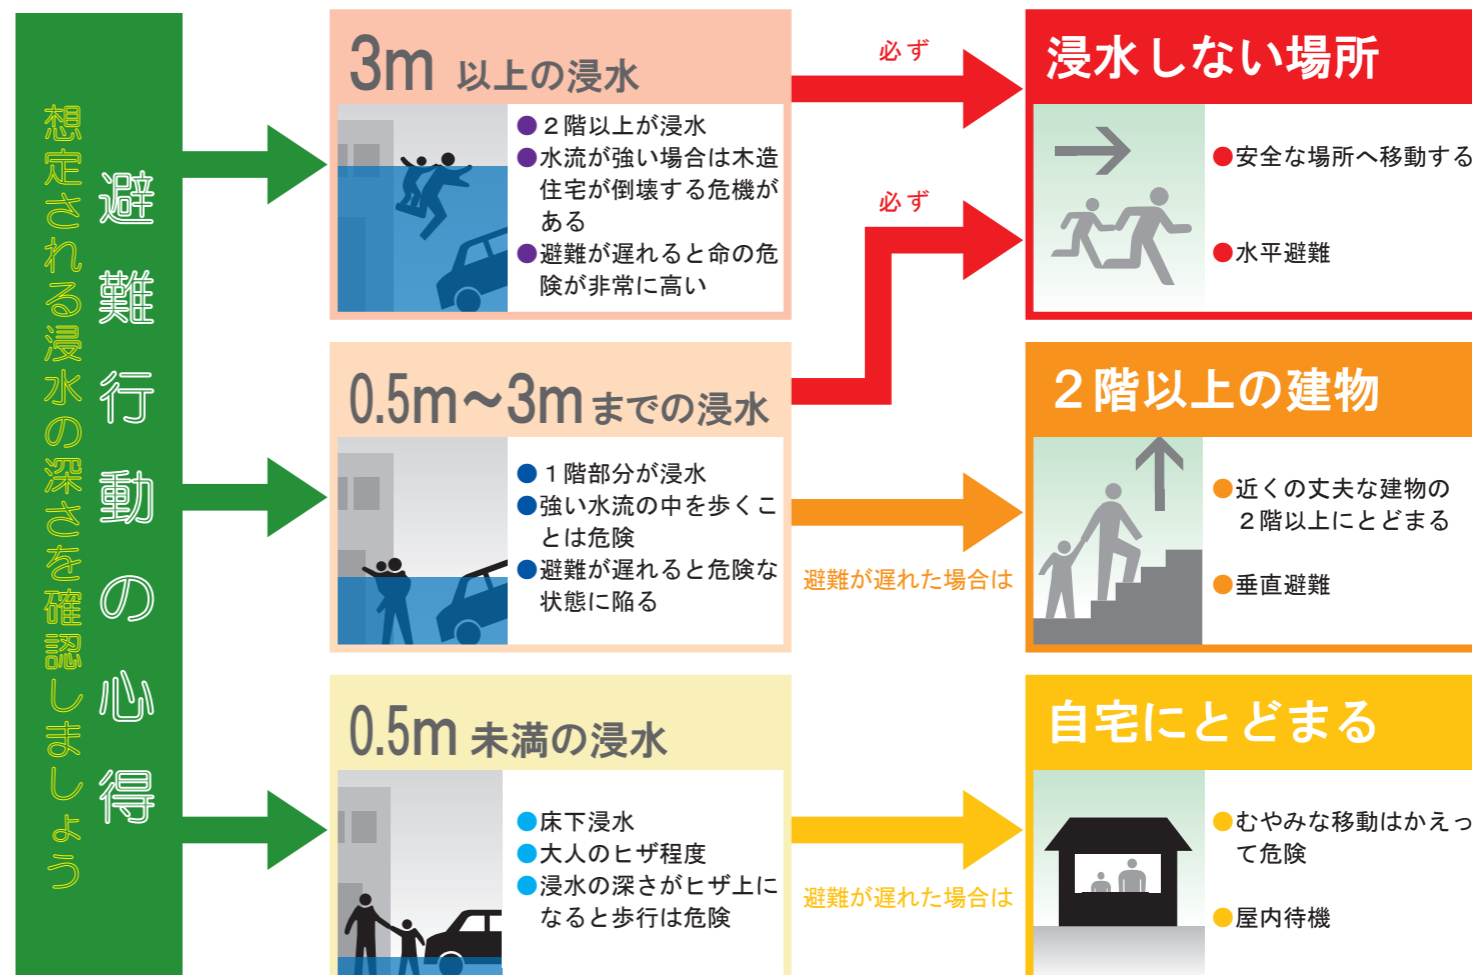 避難行動の心得
想定される浸水の深さを確認しましょう
3m 以上の浸水
●２階以上が浸水
●水流が強い場合は木造
住宅が倒壊する危機が
ある
●避難が遅れると命の危
険が非常に高い
必ず
浸水しない場所
●安全な場所へ移動する
●水平避難
0.5m〜3mまでの浸水
●１階部分が浸水
●強い水流の中を歩くこ
とは危険
●避難が遅れると危険な
状態に陥る
必ず
避難が遅れた場合は
２階以上の建物
●近くの丈夫な建物の
２階以上にとどまる
●垂直避難
0.5m 未満の浸水
●床下浸水
●大人のヒザ程度
●浸水の深さがヒザ上に
なると歩行は危険
避難が遅れた場合は
自宅にとどまる
●むやみな移動はかえっ
て危険
●屋内待機